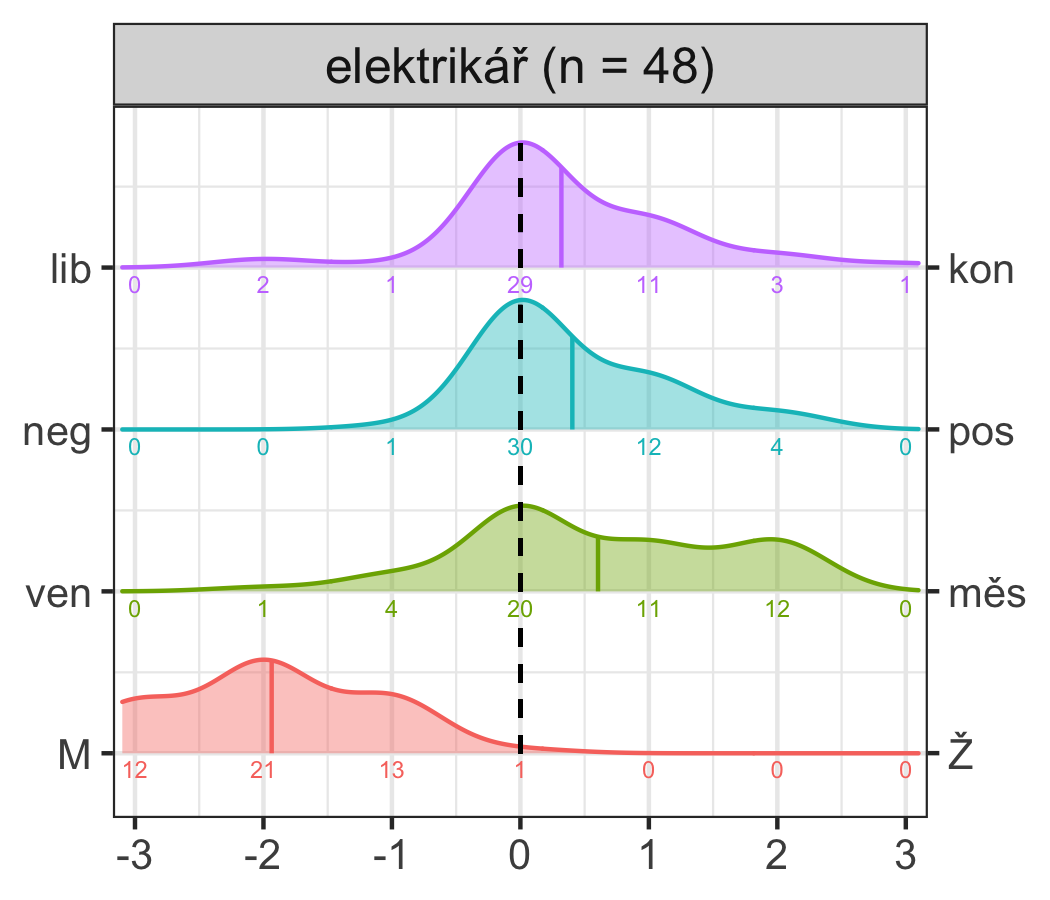 elektrikář (n = 48)
lib kon
0 2 1 29 11 3 1
neg pos
0 0 1 30 12 4 0
ven měs
0 1 4 20 11 12 0
M Ž
12 21 13 1 0 0 0
-3 -2 -1 0 1 2 3